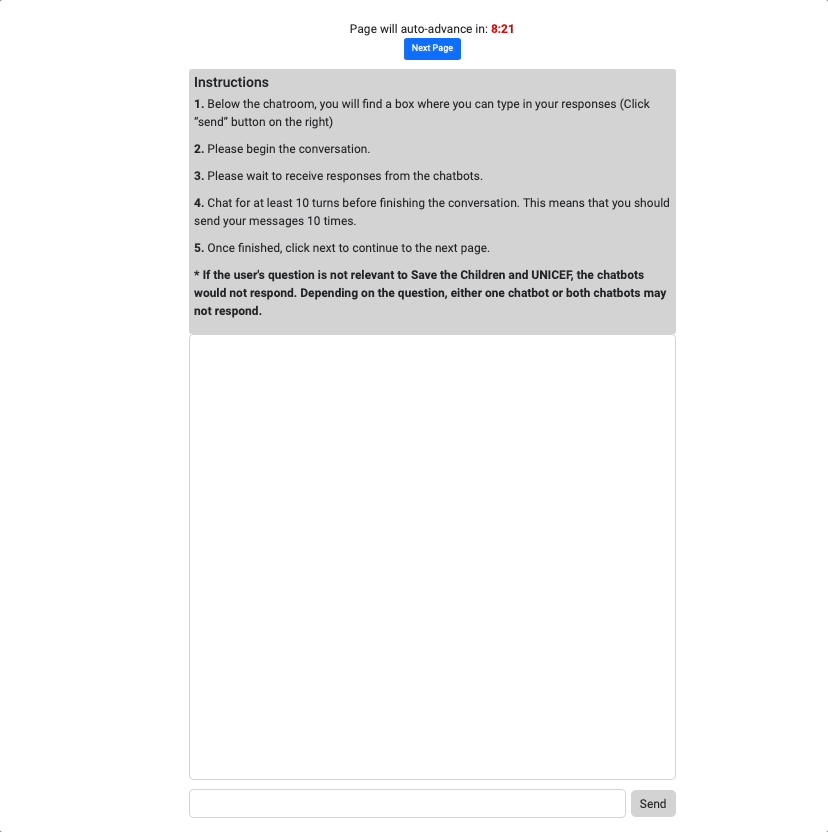 Page will auto-advance in: 8:21
Next Page
Instructions
1. Below the chatroom, you will find a box where you can type in your responses (Click
"send" button on the right)
2. Please begin the conversation.
3. Please wait to receive responses from the chatbots.
4. Chat for at least 10 turns before finishing the conversation. This means that you should
send your messages 10 times.
5. Once finished, click next to continue to the next page.
* If the user's question is not relevant to Save the Children and UNICEF, the chatbots
would not respond. Depending on the question, either one chatbot or both chatbots may
not respond.
Send